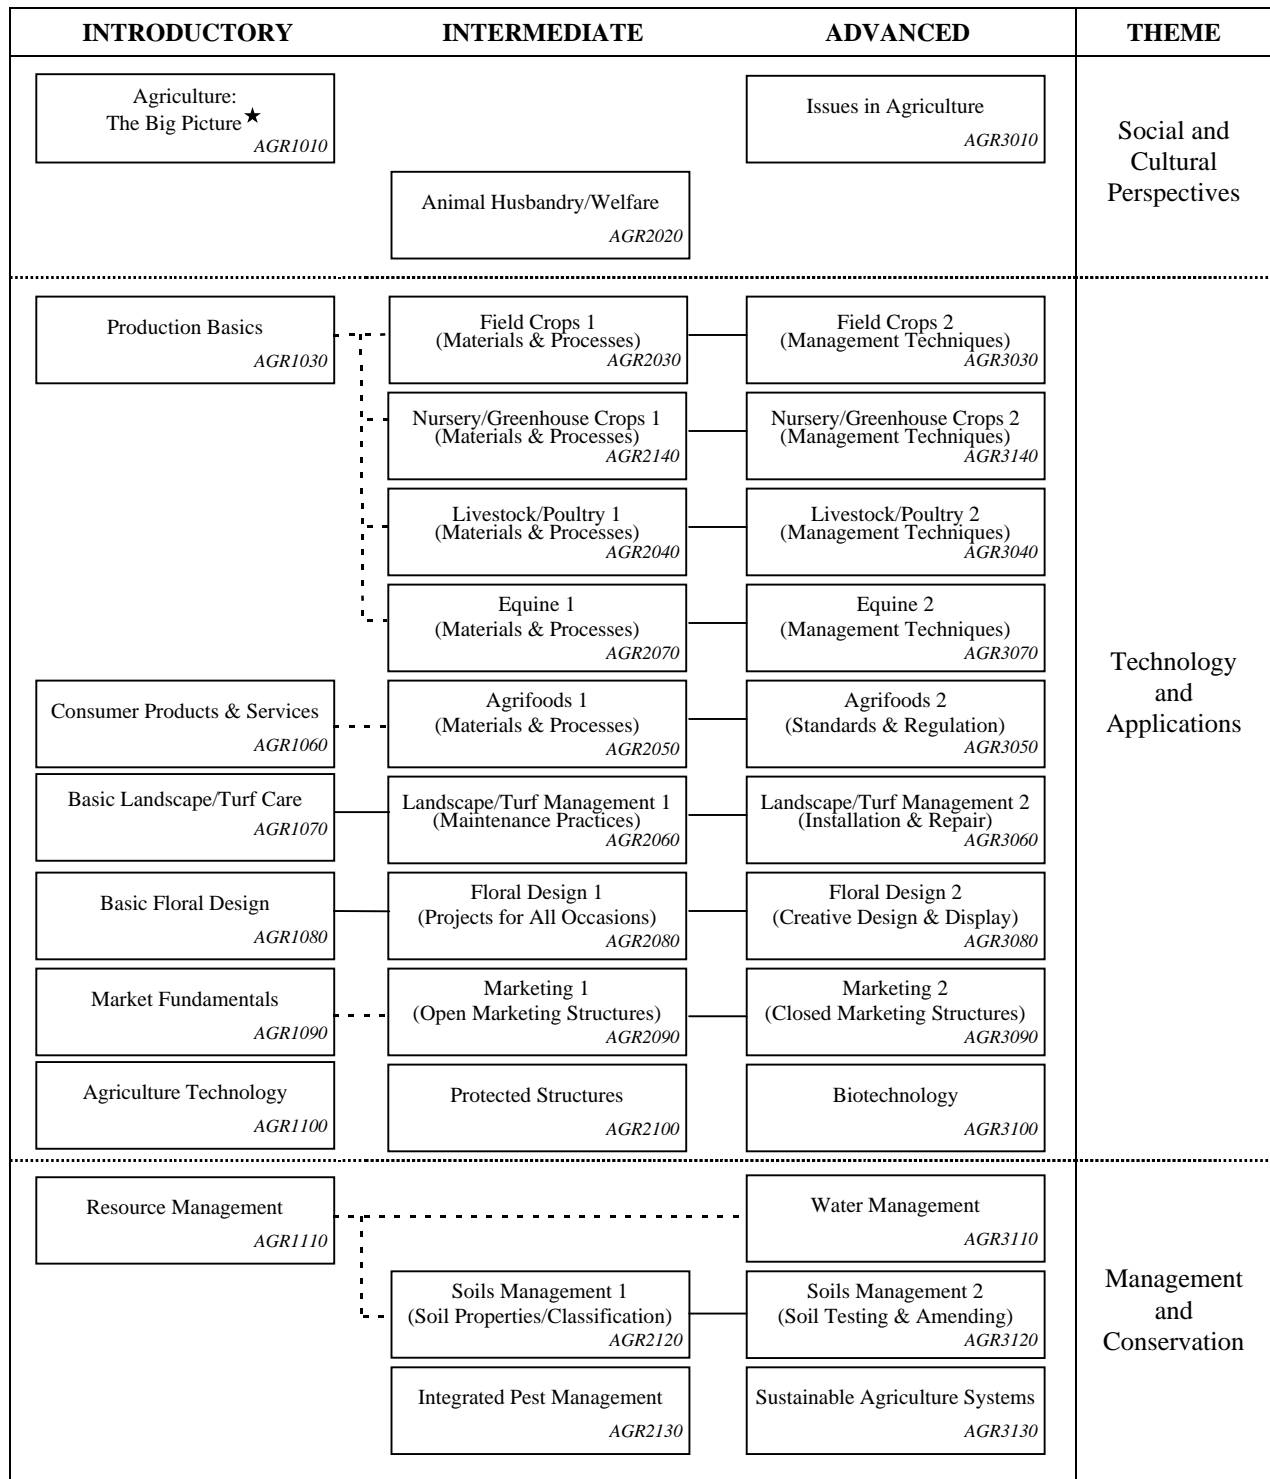 INTRODUCTORY INTERMEDIATE ADVANCED THEME
Agriculture:
The Big Picture★
AGR1010
Issues in Agriculture
AGR3010
Social and
Cultural
Perspectives
Animal Husbandry/Welfare
AGR2020
Production Basics
AGR1030
Field Crops 1
(Materials & Processes)
AGR2030
Field Crops 2
(Management Techniques)
AGR3030
Nursery/Greenhouse Crops 1
(Materials & Processes)
AGR2140
Nursery/Greenhouse Crops 2
(Management Techniques)
AGR3140
Livestock/Poultry 1
(Materials & Processes)
AGR2040
Livestock/Poultry 2
(Management Techniques)
AGR3040
Equine 1
(Materials & Processes)
AGR2070
Equine 2
(Management Techniques)
AGR3070
Technology
and
Applications
Consumer Products & Services
AGR1060
Agrifoods 1
(Materials & Processes)
AGR2050
Agrifoods 2
(Standards & Regulation)
AGR3050
Basic Landscape/Turf Care
AGR1070
Landscape/Turf Management 1
(Maintenance Practices)
AGR2060
Landscape/Turf Management 2
(Installation & Repair)
AGR3060
Basic Floral Design
AGR1080
Floral Design 1
(Projects for All Occasions)
AGR2080
Floral Design 2
(Creative Design & Display)
AGR3080
Market Fundamentals
AGR1090
Marketing 1
(Open Marketing Structures)
AGR2090
Marketing 2
(Closed Marketing Structures)
AGR3090
Agriculture Technology
AGR1100
Protected Structures
AGR2100
Biotechnology
AGR3100
Resource Management
AGR1110
Water Management
AGR3110
Soils Management 1
(Soil Properties/Classification)
AGR2120
Soils Management 2
(Soil Testing & Amending)
AGR3120
Management
and
Conservation
Integrated Pest Management
AGR2130
Sustainable Agriculture Systems
AGR3130